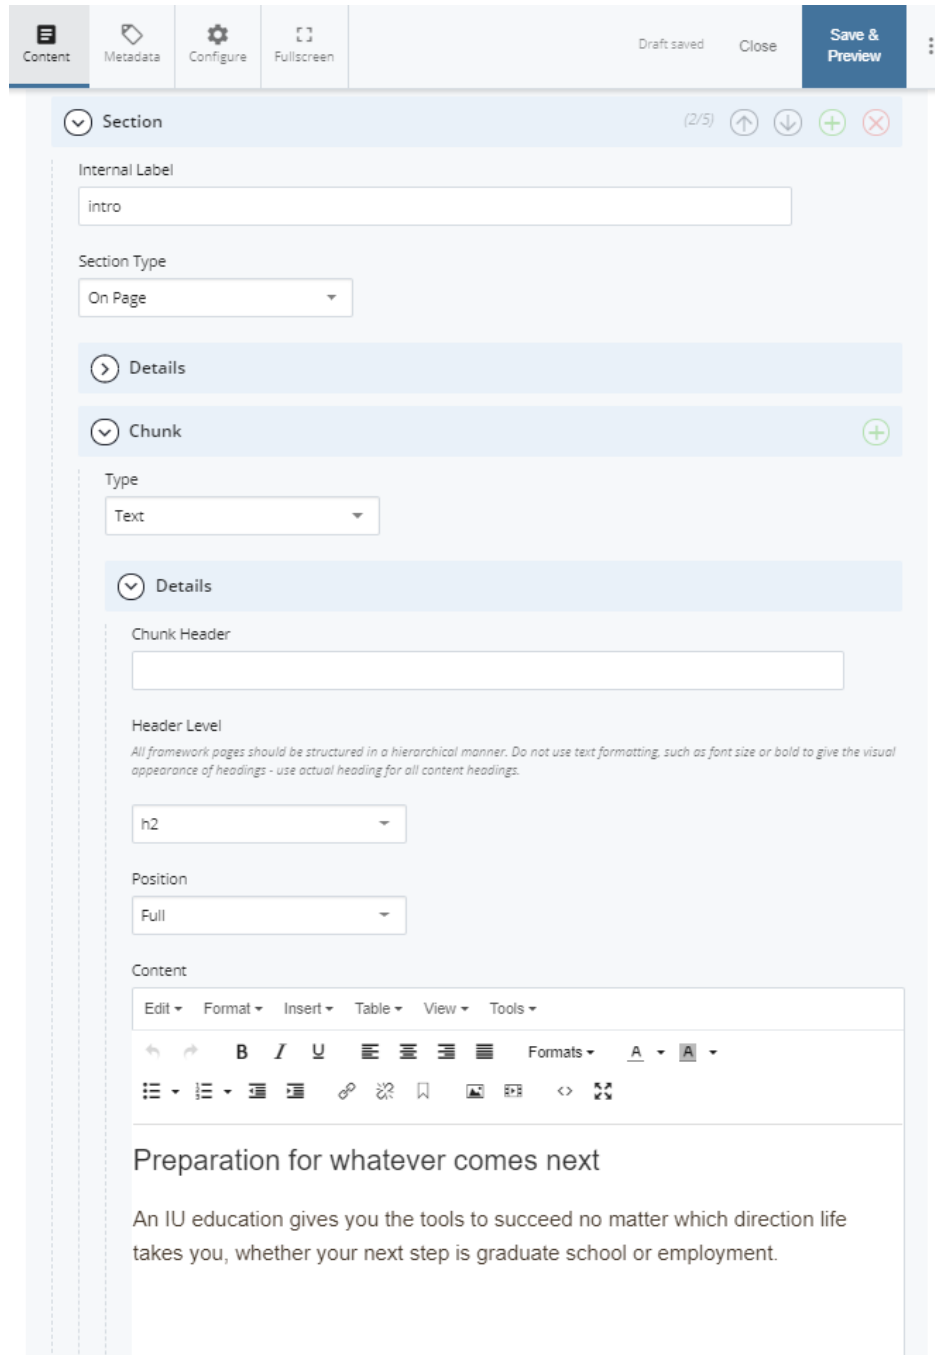 Content Metadata Configure Fullscreen Draft saved Close Save &
Preview
Section (2/5)
Internal Label
intro
Section Type
On Page
Details
Chunk
Type
Text
Details
Chunk Header
Header Level
All framework pages should be structured in a hierarchical manner. Do not use text formatting, such as font size or bold to give the visual
appearance of headings - use actual heading for all content headings.
h2
Position
Full
Content
Edit Format Insert Table View Tools
B I U Formats A A
Preparation for whatever comes next
An IU education gives you the tools to succeed no matter which direction life
takes you, whether your next step is graduate school or employment.